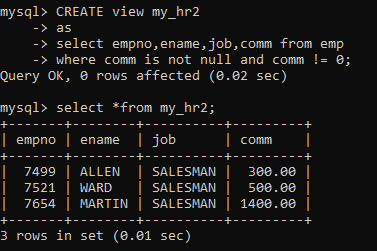 mysql> CREATE view my_hr2
    -> as
    -> select empno,ename,job,comm from emp
    -> where comm is not null and comm != 0;
Query OK, 0 rows affected (0.02 sec)

mysql> select *from my_hr2;
+-------+--------+----------+---------+
| empno | ename  | job      | comm    |
+-------+--------+----------+---------+
|  7499 | ALLEN  | SALESMAN |  300.00 |
|  7521 | WARD   | SALESMAN |  500.00 |
|  7654 | MARTIN | SALESMAN | 1400.00 |
+-------+--------+----------+---------+
3 rows in set (0.01 sec)